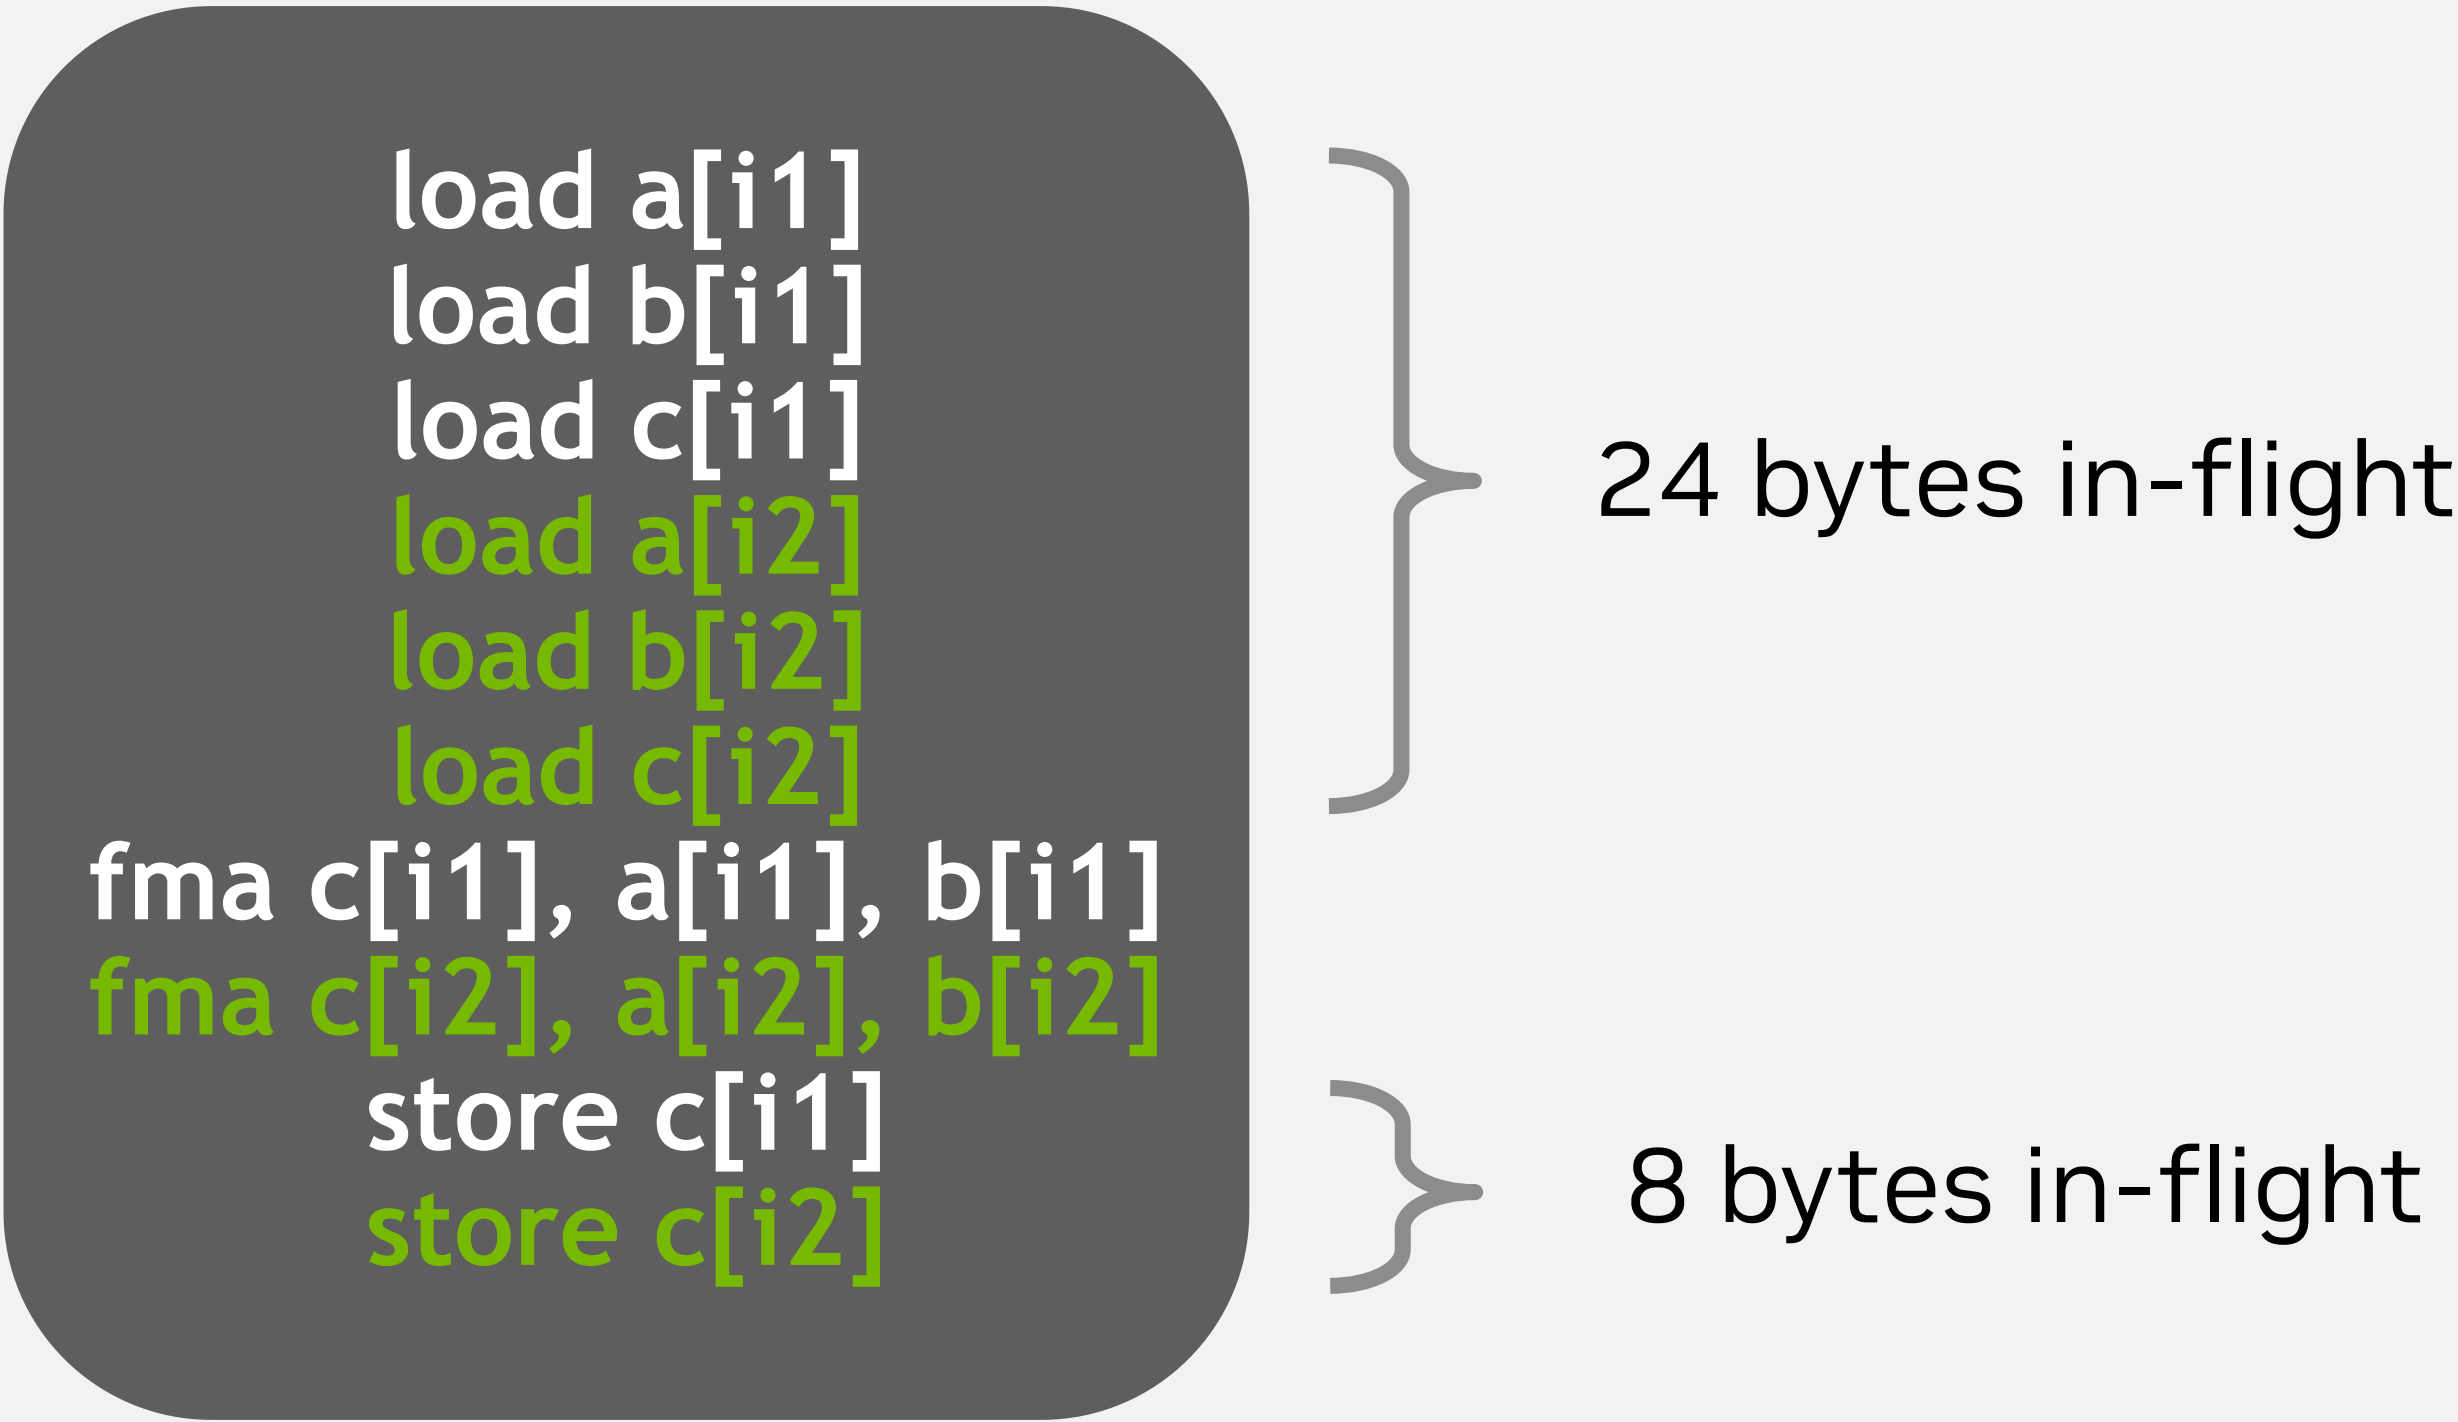 load a[i1]
load b[i1]
load c[i1]
load a[i2]
load b[i2]
load c[i2]
24 bytes in-flight
fma c[i1], a[i1], b[i1]
fma c[i2], a[i2], b[i2]
store c[i1]
store c[i2]
8 bytes in-flight